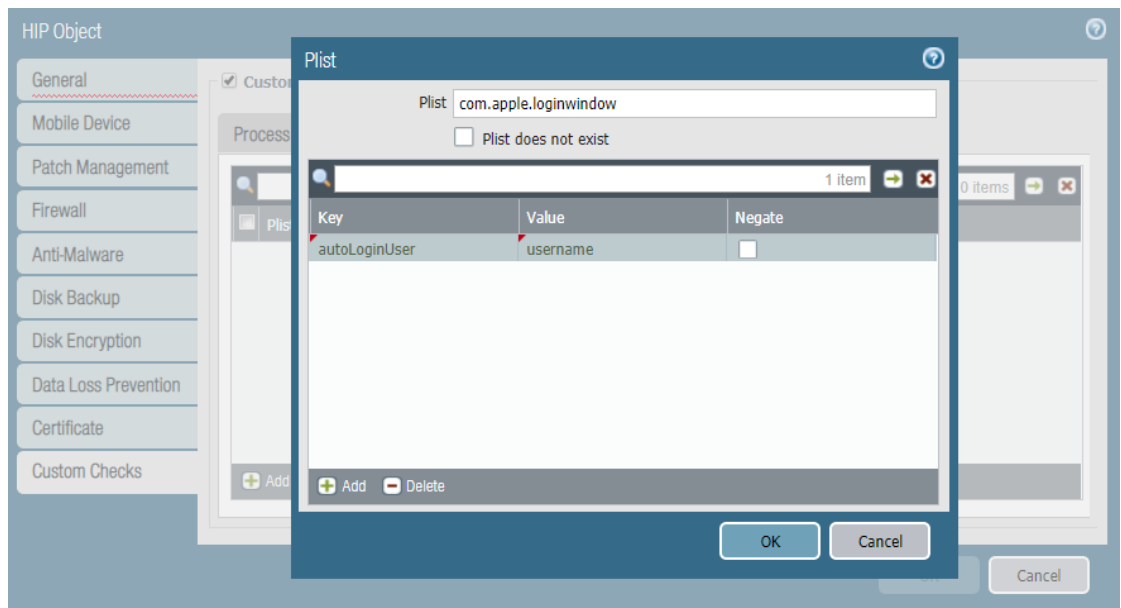 HIP Object
General
Mobile Device
Patch Management
Firewall
Anti-Malware
Disk Backup
Disk Encryption
Data Loss Prevention
Certificate
Custom Checks
Process
0 items
Add
Cancel
Plist
Plist com.apple.loginwindow
Plist does not exist
1 item
Key Value Negate
autoLoginUser username
Add Delete
OK Cancel